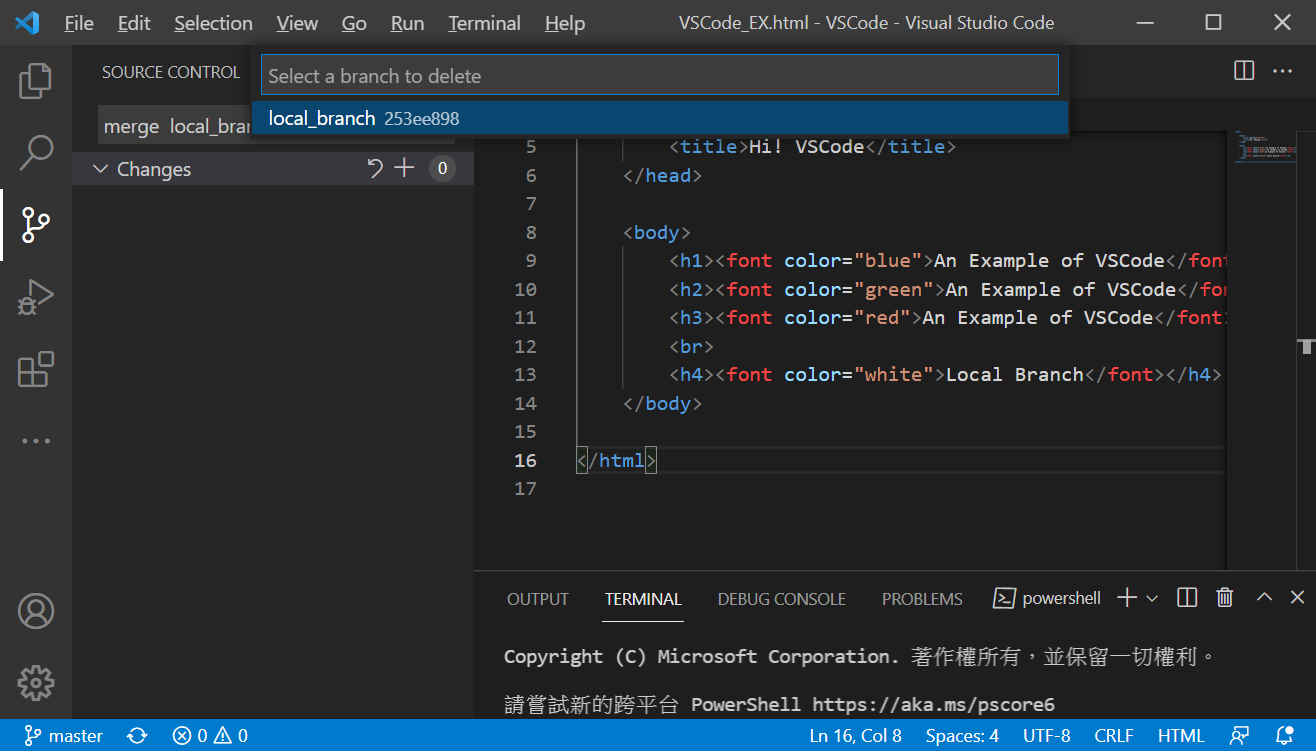 File Edit Selection View Go Run Terminal Help VSCode_EX.html - VSCode - Visual Studio Code
SOURCE CONTROL
Select a branch to delete
local_branch 253ee898
merge local_bra
Changes 0
5 <title>Hi! VSCode</title>
6 </head>
7
8 <body>
9 <h1><font color="blue">An Example of VSCode</font
10 <h2><font color="green">An Example of VSCode</fon
11 <h3><font color="red">An Example of VSCode</font>
12 <br>
13 <h4><font color="white">Local Branch</font></h4>
14 </body>
15
16 </html>
17
OUTPUT TERMINAL DEBUG CONSOLE PROBLEMS powershell
Copyright (C) Microsoft Corporation. 著作權所有，並保留一切權利。
請嘗試新的跨平台 PowerShell https://aka.ms/pscore6
master 0 0 Ln 16, Col 8 Spaces: 4 UTF-8 CRLF HTML